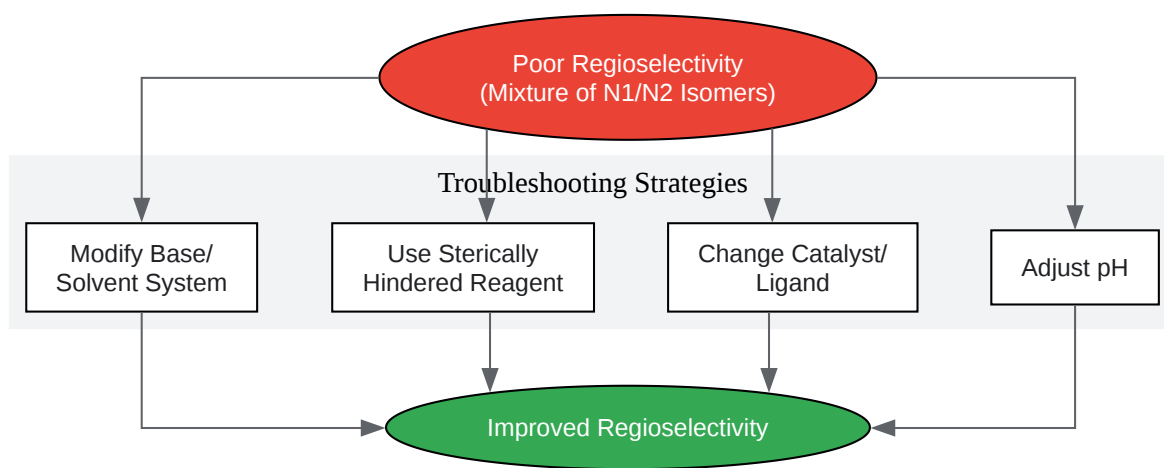 Poor Regioselectivity
(Mixture of N1/N2 Isomers)
Troubleshooting Strategies
Modify Base/
Solvent System
Use Sterically
Hindered Reagent
Change Catalyst/
Ligand
Adjust pH
Improved Regioselectivity